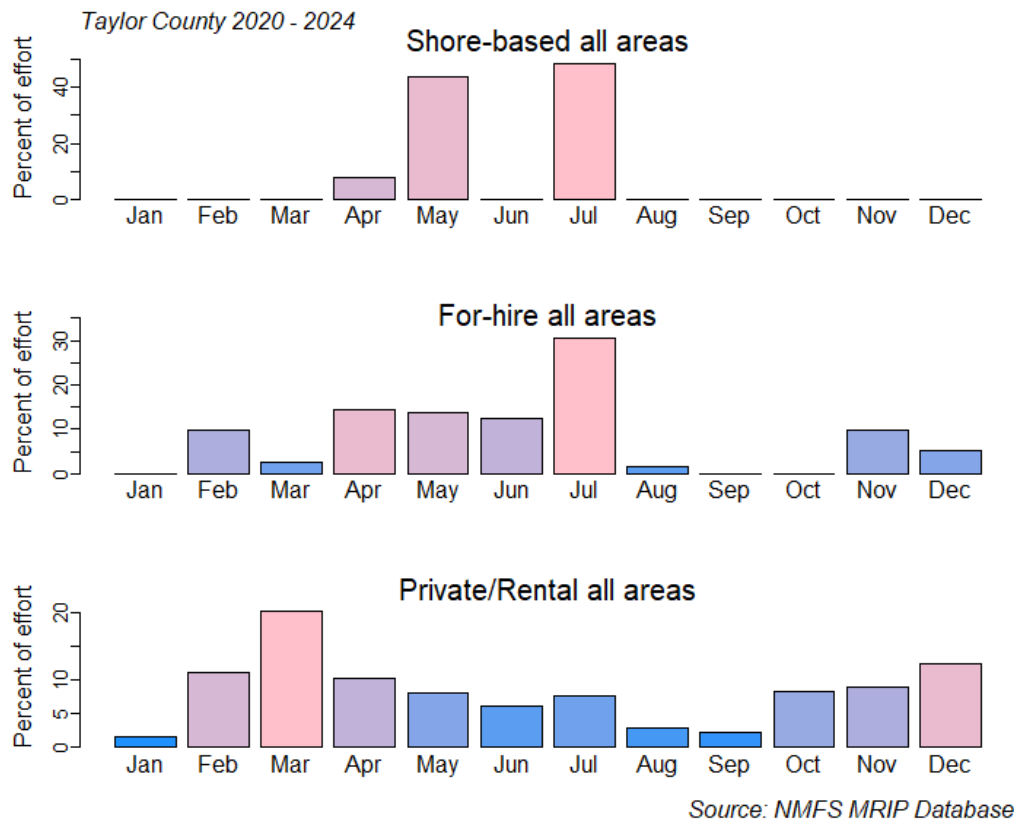 Taylor County 2020 - 2024
Shore-based all areas
Percent of effort
40
20
0
Jan Feb Mar Apr May Jun Jul Aug Sep Oct Nov Dec
For-hire all areas
Percent of effort
30
20
10
0
Jan Feb Mar Apr May Jun Jul Aug Sep Oct Nov Dec
Private/Rental all areas
Percent of effort
20
10
5
0
Jan Feb Mar Apr May Jun Jul Aug Sep Oct Nov Dec
Source: NMFS MRIP Database